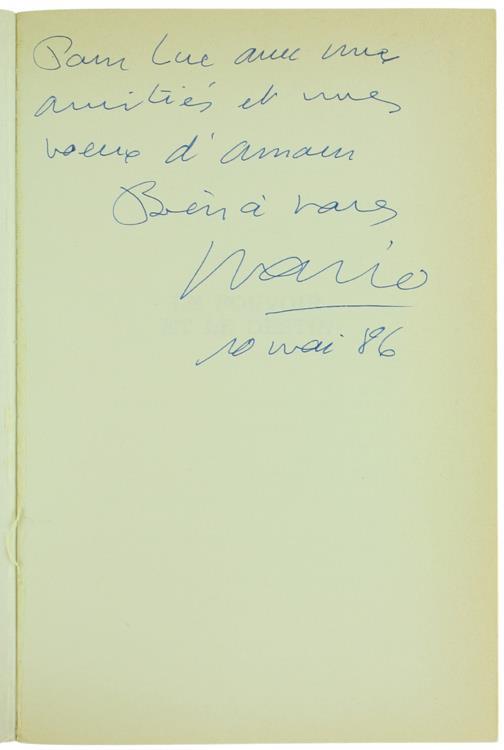 Pour Luc avec mes
amitiés et mes
voeux d'amour
Bien à vous
Mario
10 mai 86